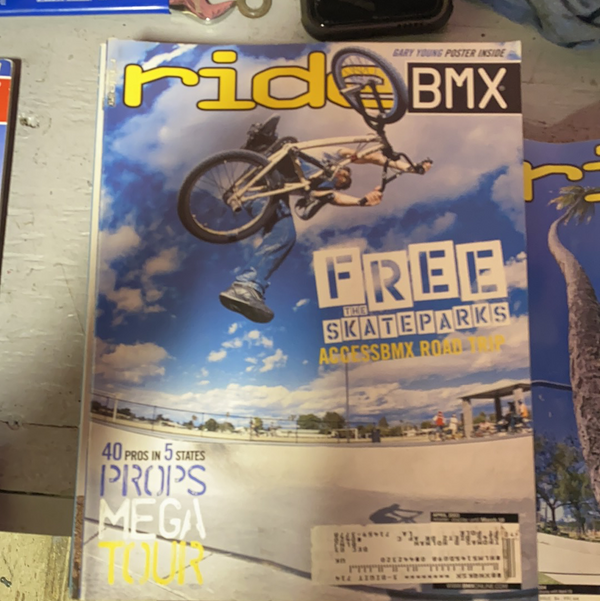 GARY YOUNG POSTER INSIDE
ride BMX
FREE
THE
SKATEPARKS
ACCESSBMX ROAD TRIP
40 PROS IN 5 STATES
PROPS
MEGA
TOUR
ri